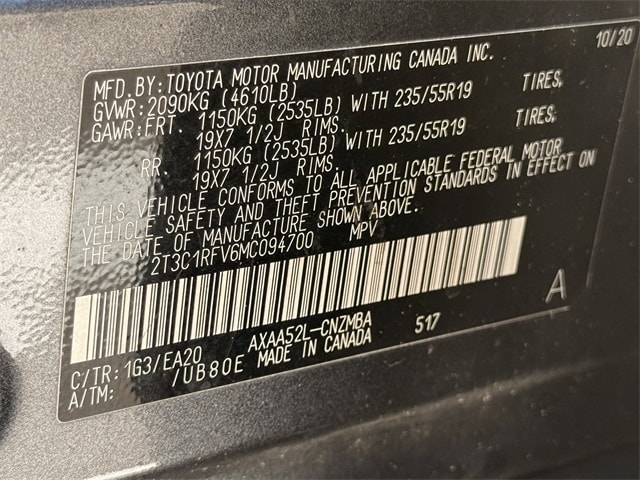 MFD.BY:TOYOTA MOTOR MANUFACTURING CANADA INC. 10/20
GVWR:2090KG (4610LB)
GAWR:FRT. 1150KG (2535LB) WITH 235/55R19 TIRES,
19X7 1/2J RIMS.
RR. 1150KG (2535LB) WITH 235/55R19 TIRES,
19X7 1/2J RIMS.
THIS VEHICLE CONFORMS TO ALL APPLICABLE FEDERAL MOTOR
VEHICLE SAFETY AND THEFT PREVENTION STANDARDS IN EFFECT ON
THE DATE OF MANUFACTURE SHOWN ABOVE.
2T3C1RFV6MC094700 MPV
A
AXAA52L-CNZMBA 517
C/TR:1G3/EA20 MADE IN CANADA
A/TM: /UB80E